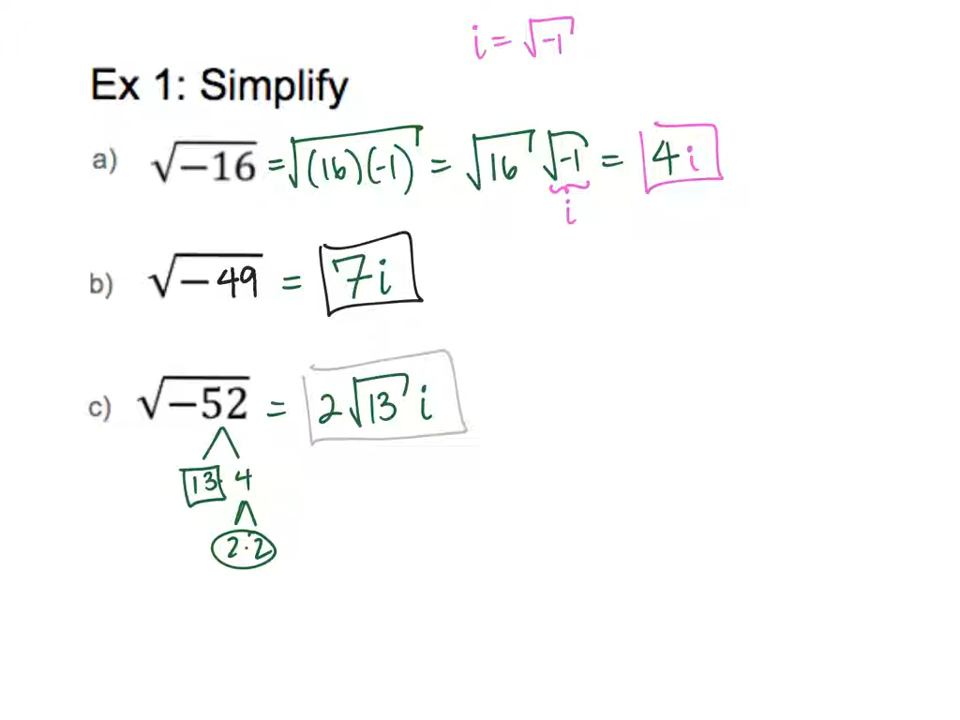 i = √-1
Ex 1: Simplify
a) √−16 = √(16)(-1) = √16 √-1 = 4i
i
b) √−49 = 7i
c) √−52 = 2√13 i
13 4
2·2